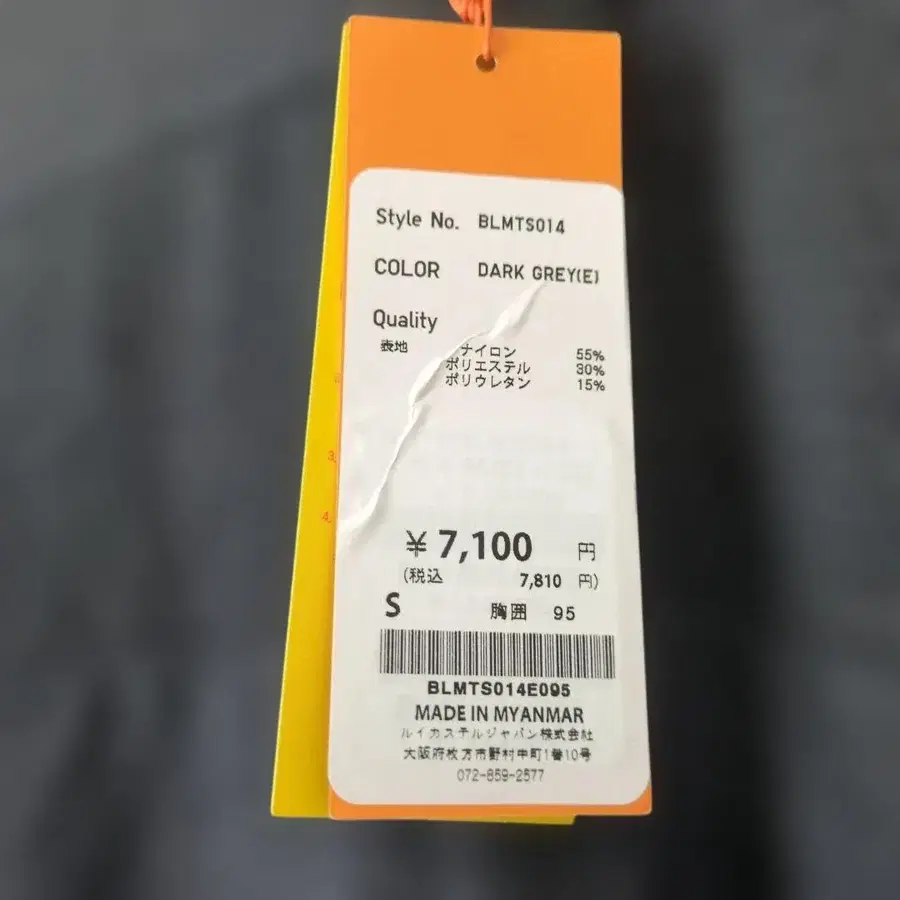 Style No. BLMTS014
COLOR DARK GREY(E)
Quality
表地 ナイロン 55%
ポリエステル 30%
ポリウレタン 15%
3.
4.
¥ 7,100 円
(税込 7,810 円)
S 胸囲 95
BLMTS014E095
MADE IN MYANMAR
ルイカステルジャパン株式会社
大阪府枚方市野村中町1番10号
072-859-2577